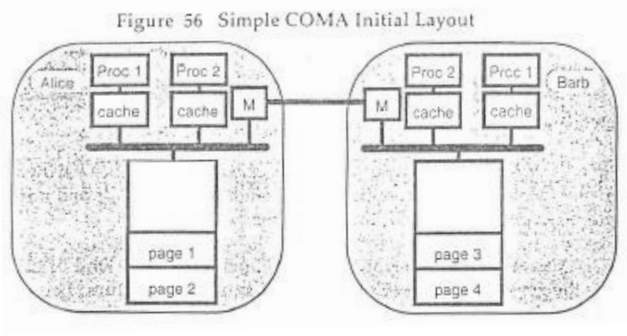 Figure 56 Simple COMA Initial Layout
Alice
Proc 1
Proc 2
cache
cache
M
page 1
page 2
M
Proc 2
Procc 1
cache
cache
Barb
page 3
page 4